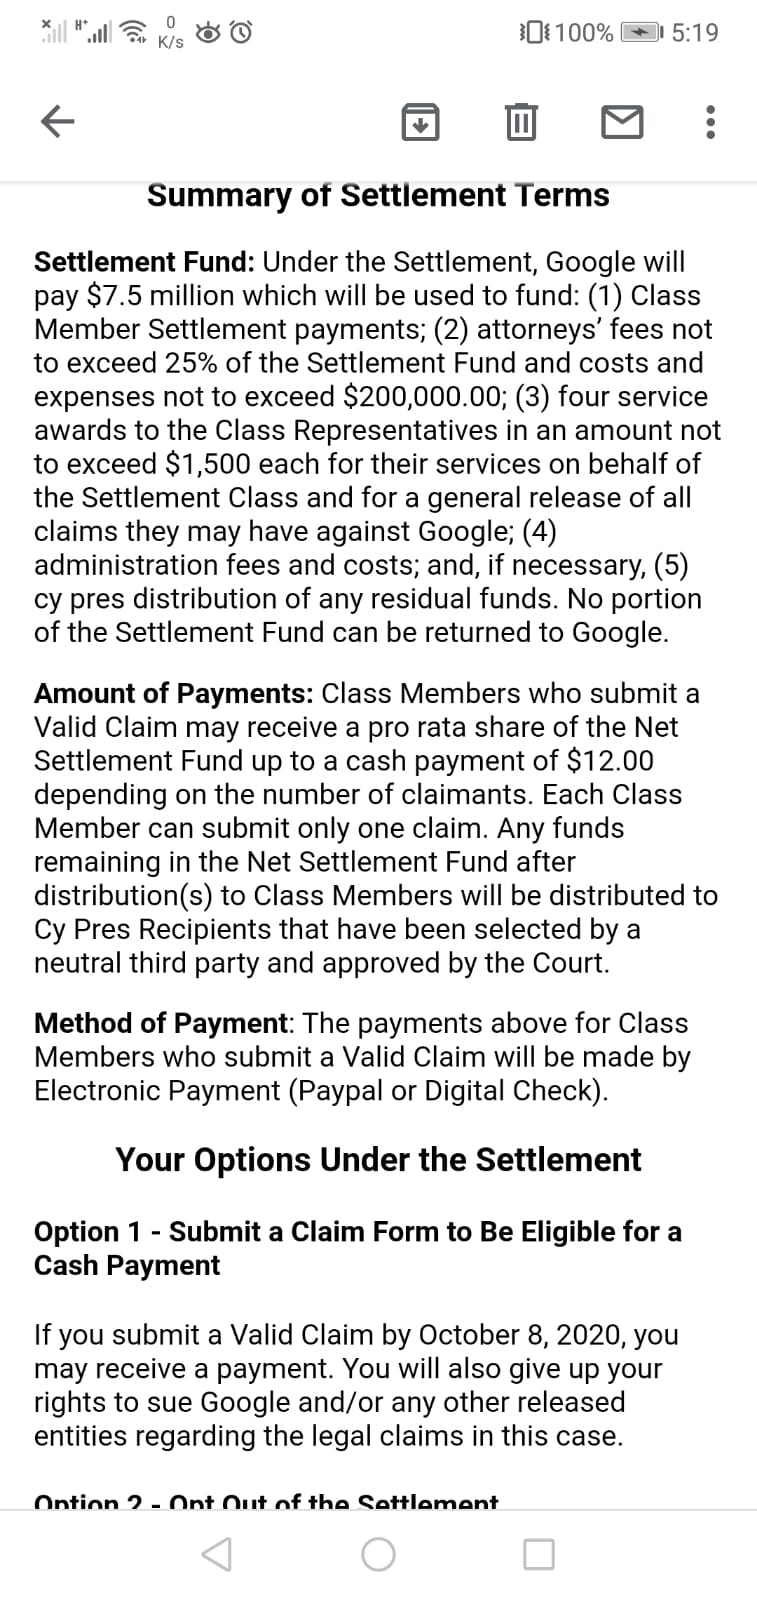 0
K/s
H+
100%
5:19
Summary of Settlement Terms
Settlement Fund: Under the Settlement, Google will
pay $7.5 million which will be used to fund: (1) Class
Member Settlement payments; (2) attorneys’ fees not
to exceed 25% of the Settlement Fund and costs and
expenses not to exceed $200,000.00; (3) four service
awards to the Class Representatives in an amount not
to exceed $1,500 each for their services on behalf of
the Settlement Class and for a general release of all
claims they may have against Google; (4)
administration fees and costs; and, if necessary, (5)
cy pres distribution of any residual funds. No portion
of the Settlement Fund can be returned to Google.
Amount of Payments: Class Members who submit a
Valid Claim may receive a pro rata share of the Net
Settlement Fund up to a cash payment of $12.00
depending on the number of claimants. Each Class
Member can submit only one claim. Any funds
remaining in the Net Settlement Fund after
distribution(s) to Class Members will be distributed to
Cy Pres Recipients that have been selected by a
neutral third party and approved by the Court.
Method of Payment: The payments above for Class
Members who submit a Valid Claim will be made by
Electronic Payment (Paypal or Digital Check).
Your Options Under the Settlement
Option 1 - Submit a Claim Form to Be Eligible for a
Cash Payment
If you submit a Valid Claim by October 8, 2020, you
may receive a payment. You will also give up your
rights to sue Google and/or any other released
entities regarding the legal claims in this case.
Option 2 - Opt Out of the Settlement